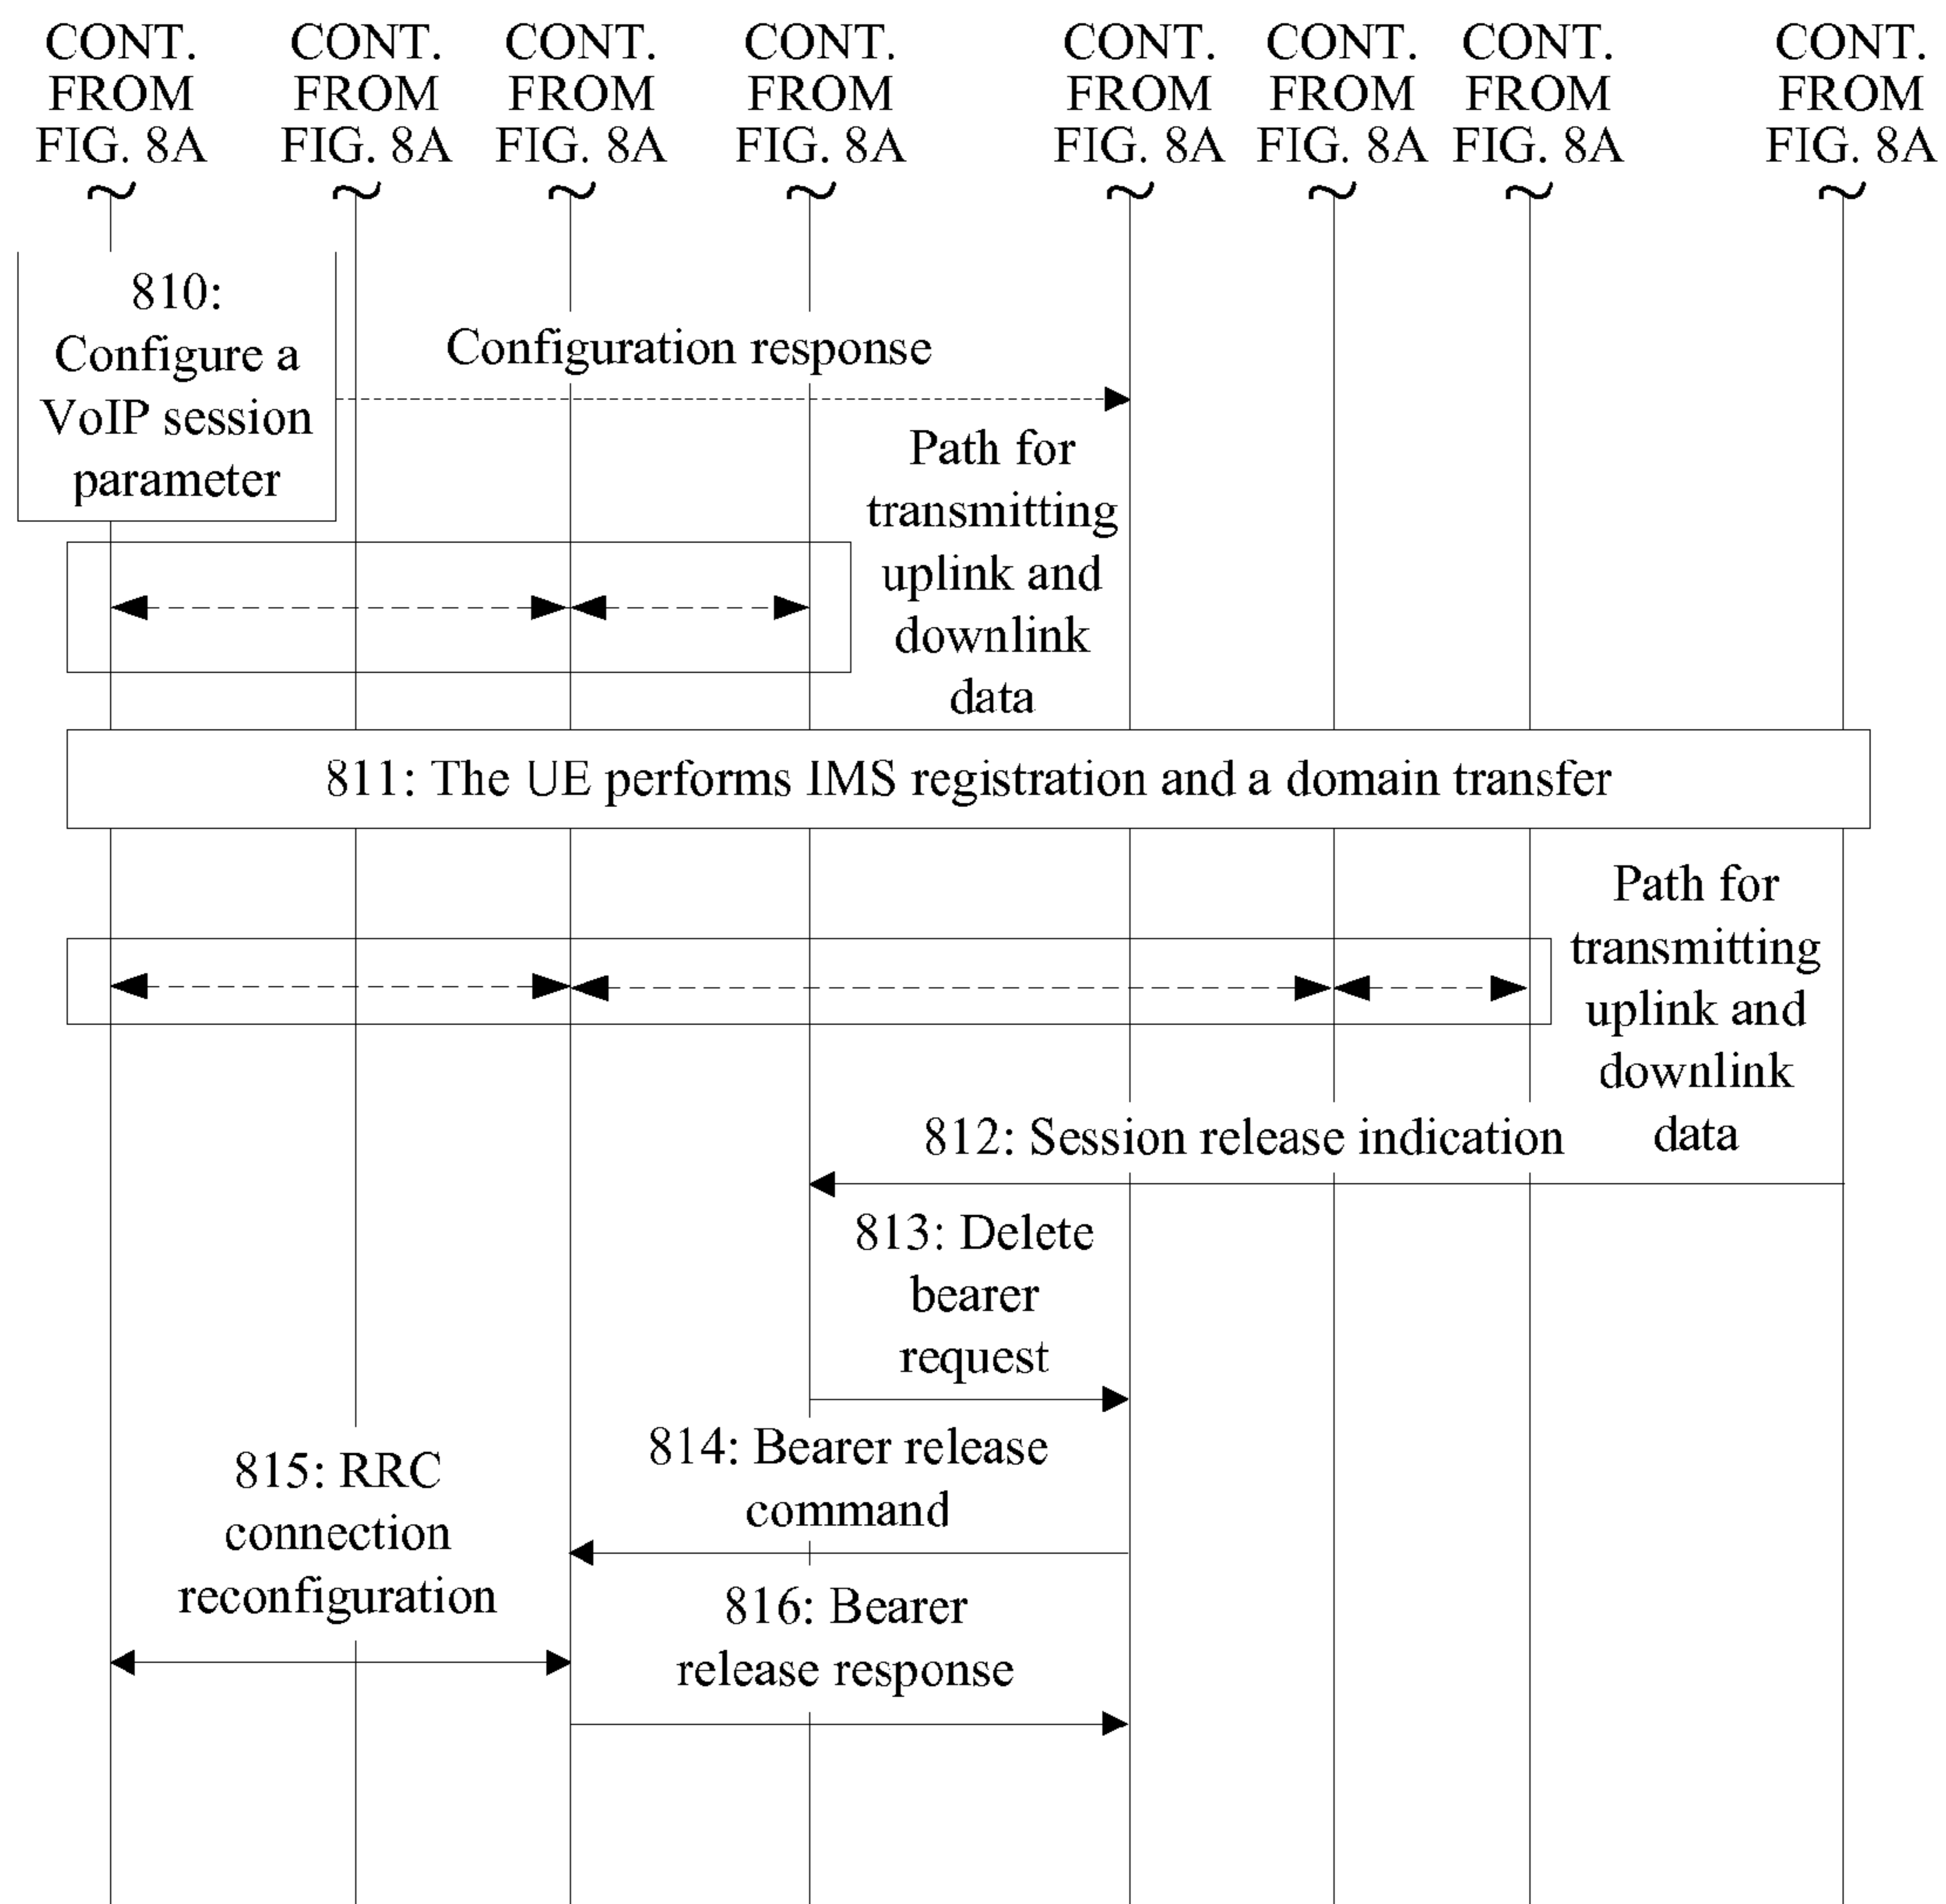 CONT. FROM FIG. 8A
CONT. FROM FIG. 8A
CONT. FROM FIG. 8A
CONT. FROM FIG. 8A
CONT. FROM FIG. 8A
CONT. FROM FIG. 8A
CONT. FROM FIG. 8A
CONT. FROM FIG. 8A
810:
Configure a
VoIP session
parameter
Configuration response
Path for
transmitting
uplink and
downlink
data
811: The UE performs IMS registration and a domain transfer
Path for
transmitting
uplink and
downlink
data
812: Session release indication
813: Delete
bearer
request
814: Bearer release
command
815: RRC
connection
reconfiguration
816: Bearer
release response